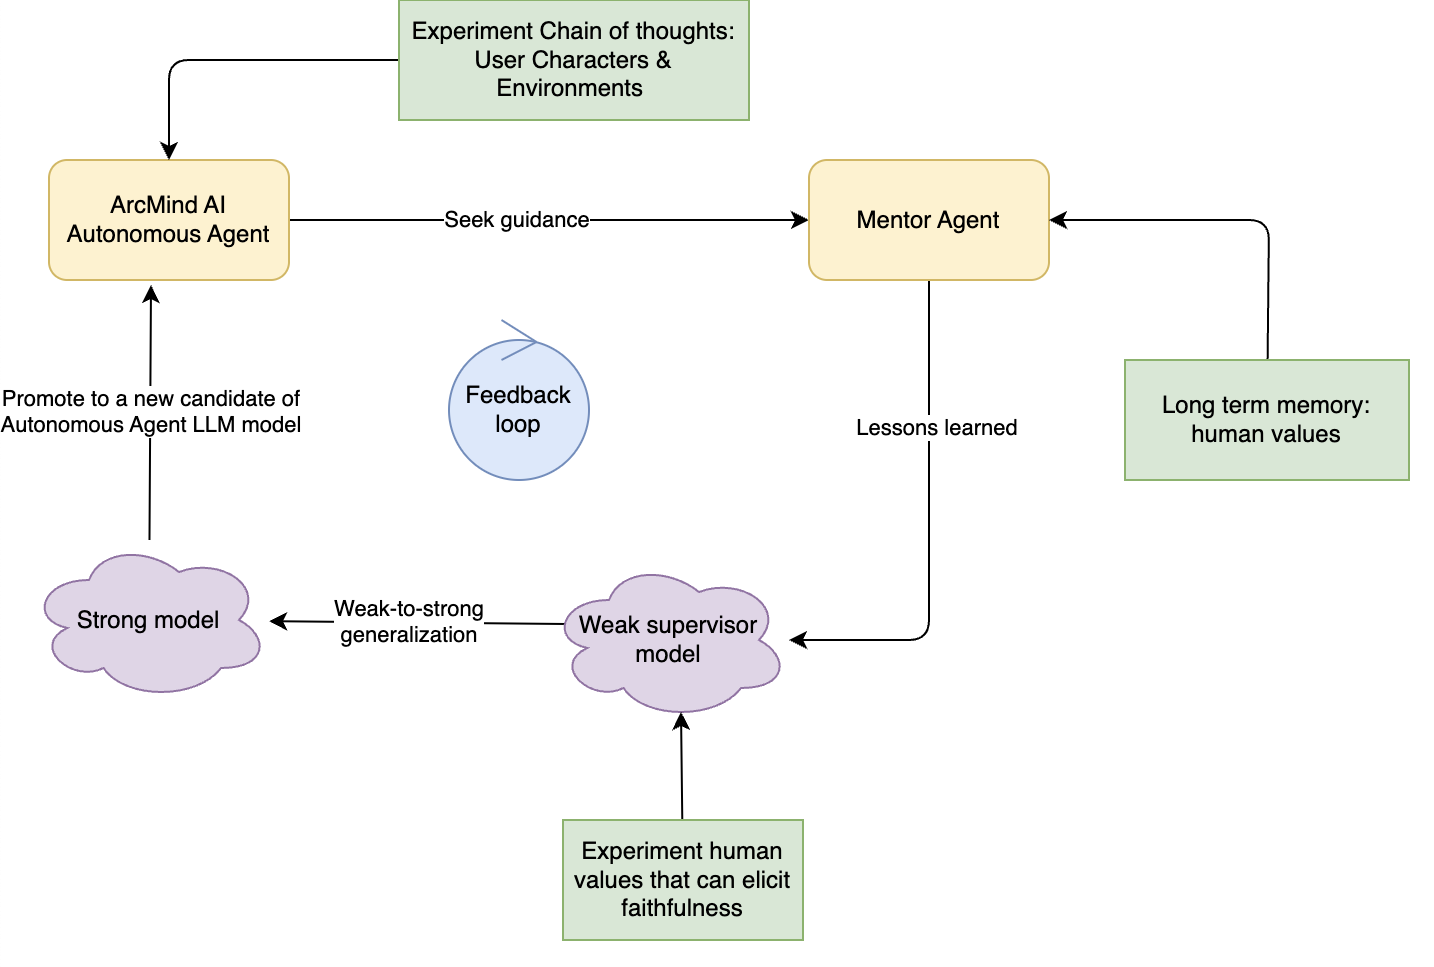 Experiment Chain of thoughts:
User Characters &
Environments
ArcMind AI
Autonomous Agent
Seek guidance
Mentor Agent
Feedback
loop
Promote to a new candidate of
Autonomous Agent LLM model
Lessons learned
Long term memory:
human values
Strong model
Weak-to-strong
generalization
Weak supervisor
model
Experiment human
values that can elicit
faithfulness